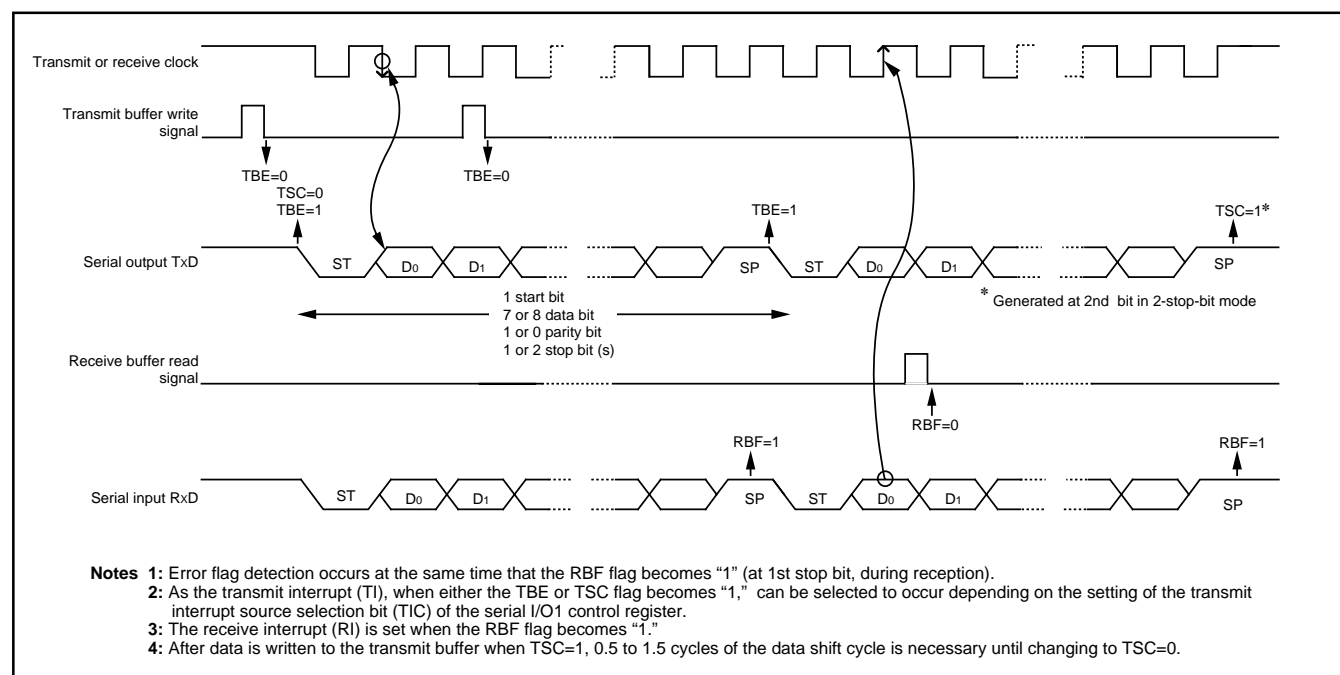 Transmit or receive clock
Transmit buffer write
signal
TBE=0
TBE=0
TSC=0
TBE=1
TBE=1
TSC=1*
Serial output TxD
ST
D0
D1
SP
ST
D0
D1
SP
* Generated at 2nd bit in 2-stop-bit mode
1 start bit
7 or 8 data bit
1 or 0 parity bit
1 or 2 stop bit (s)
Receive buffer read
signal
RBF=0
RBF=1
RBF=1
Serial input RxD
ST
D0
D1
SP
ST
D0
D1
SP
Notes 1: Error flag detection occurs at the same time that the RBF flag becomes “1” (at 1st stop bit, during reception).
2: As the transmit interrupt (TI), when either the TBE or TSC flag becomes “1,” can be selected to occur depending on the setting of the transmit
interrupt source selection bit (TIC) of the serial I/O1 control register.
3: The receive interrupt (RI) is set when the RBF flag becomes “1.”
4: After data is written to the transmit buffer when TSC=1, 0.5 to 1.5 cycles of the data shift cycle is necessary until changing to TSC=0.